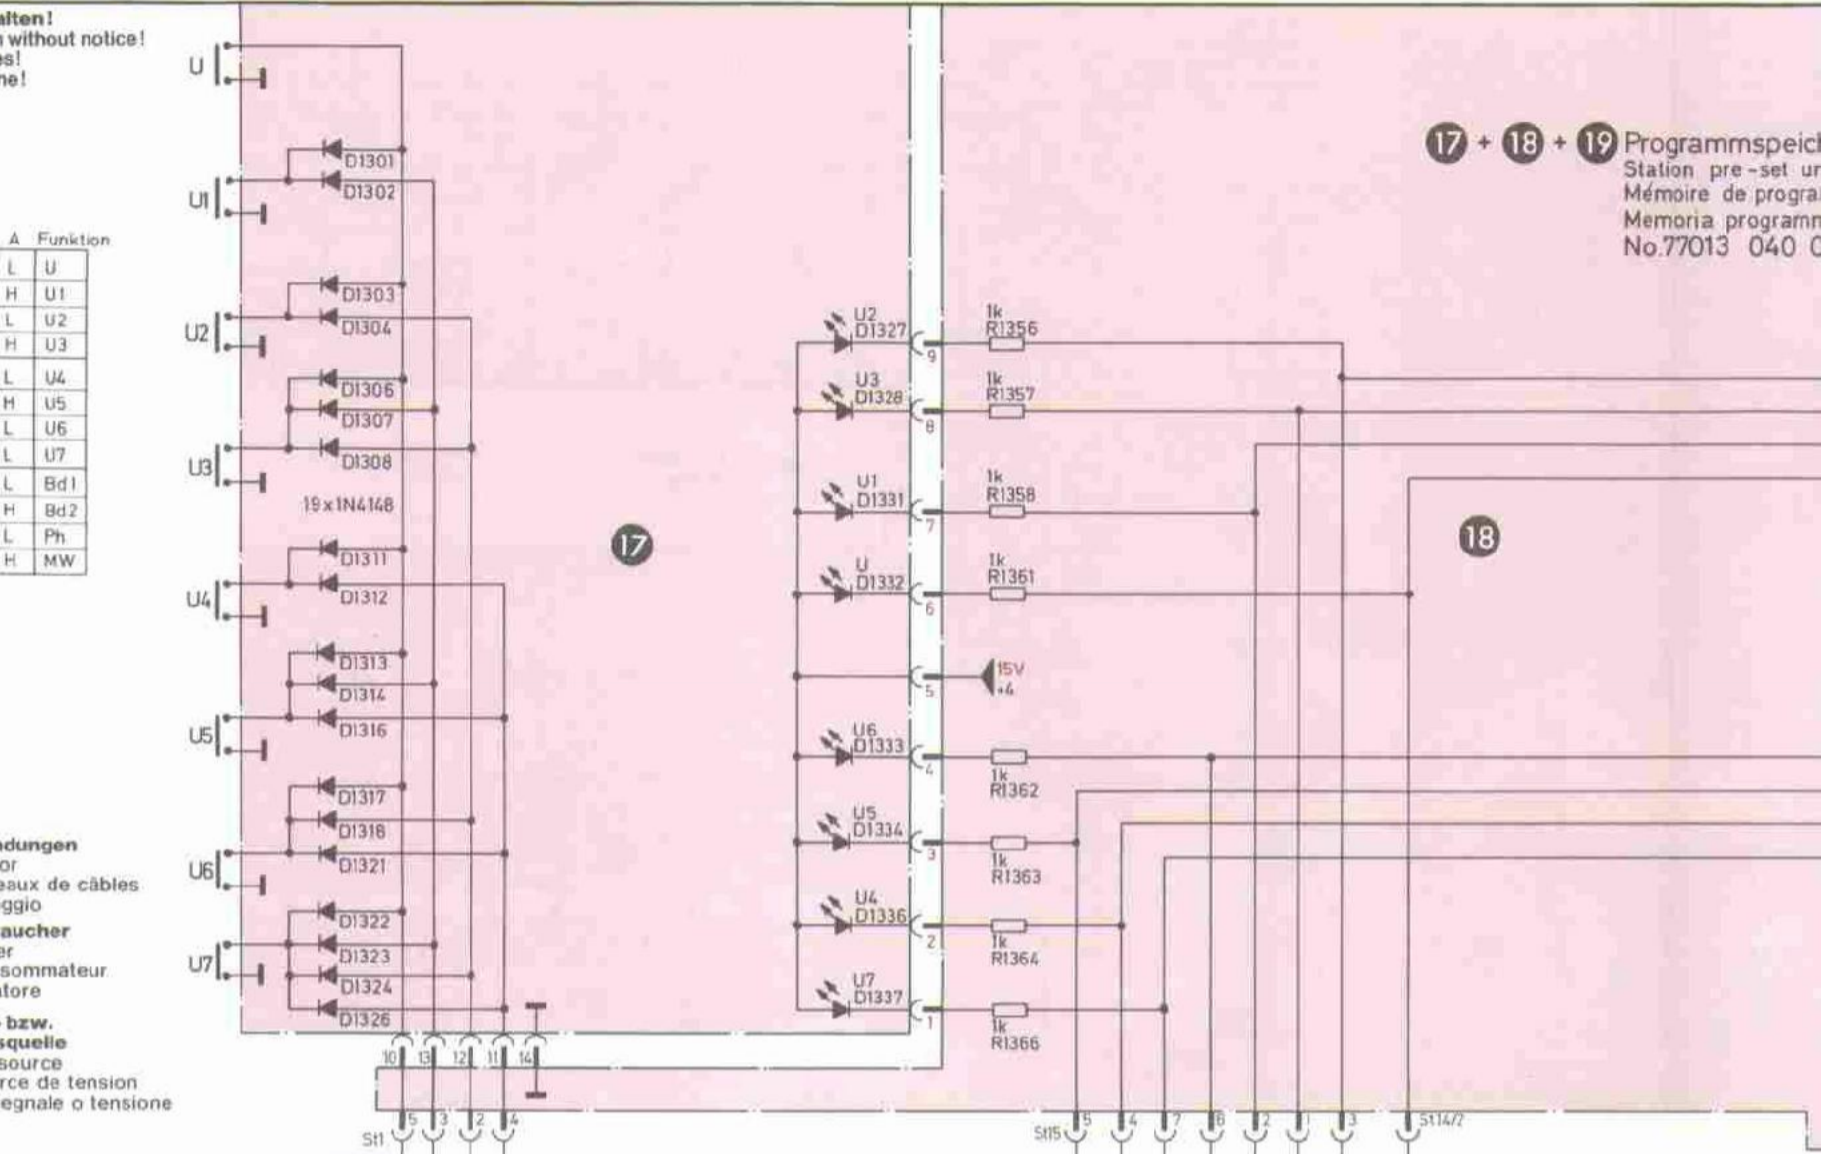 alten!
without notice!
es!
ne!
A Funktion
L U
H U1
L U2
H U3
L U4
H U5
L U6
L U7
L Bd1
H Bd2
L Ph
H MW
dungen
or
eaux de câbles
eggio
aucher
er
sommateur
atore
bzw.
squelle
source
rce de tension
egnale o tensione
U
D1301
D1302
U1
D1303
D1304
U2
D1306
D1307
D1308
U3
19x1N4148
D1311
D1312
U4
D1313
D1314
D1316
U5
D1317
D1318
D1321
U6
D1322
D1323
D1324
D1326
U7
10 13 12 11 14
St1 5 3 2 4
17
U2
D1327
9
1k
R1356
U3
D1328
8
1k
R1357
U1
D1331
7
1k
R1358
U
D1332
6
1k
R1361
5
15V
+4
U6
D1333
4
1k
R1362
U5
D1334
3
1k
R1363
U4
D1336
2
1k
R1364
U7
D1337
1
1k
R1366
17 + 18 + 19 Programmspeich
Station pre-set un
Mémoire de progra
Memoria programm
No.77013 040 0
18
St15 5 4 7 6 2 1 3 St14/2